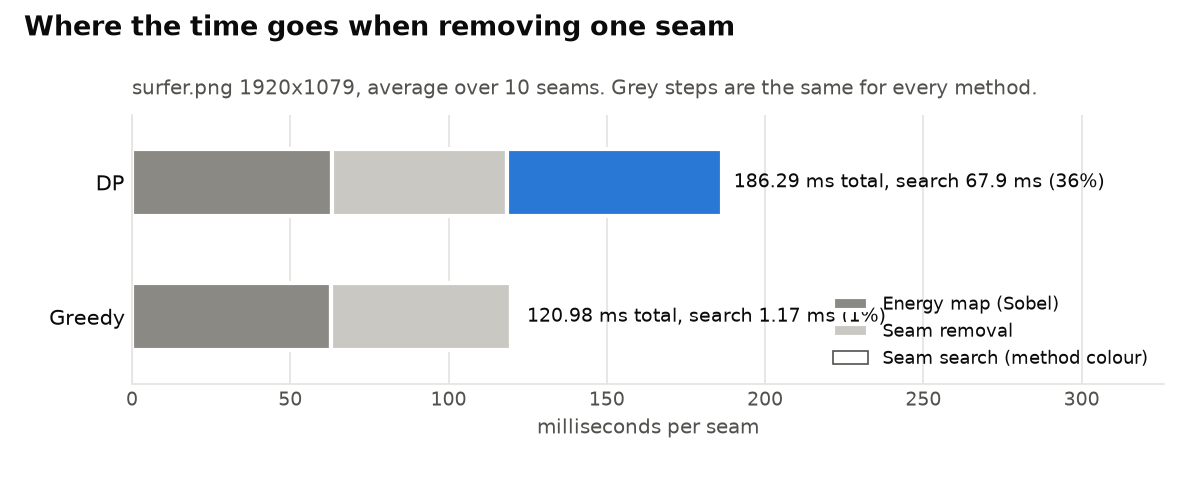 Where the time goes when removing one seam
surfer.png 1920x1079, average over 10 seams. Grey steps are the same for every method.
DP
186.29 ms total, search 67.9 ms (36%)
Greedy
120.98 ms total, search 1.17 ms (1%)
Energy map (Sobel)
Seam removal
Seam search (method colour)
0 50 100 150 200 250 300
milliseconds per seam